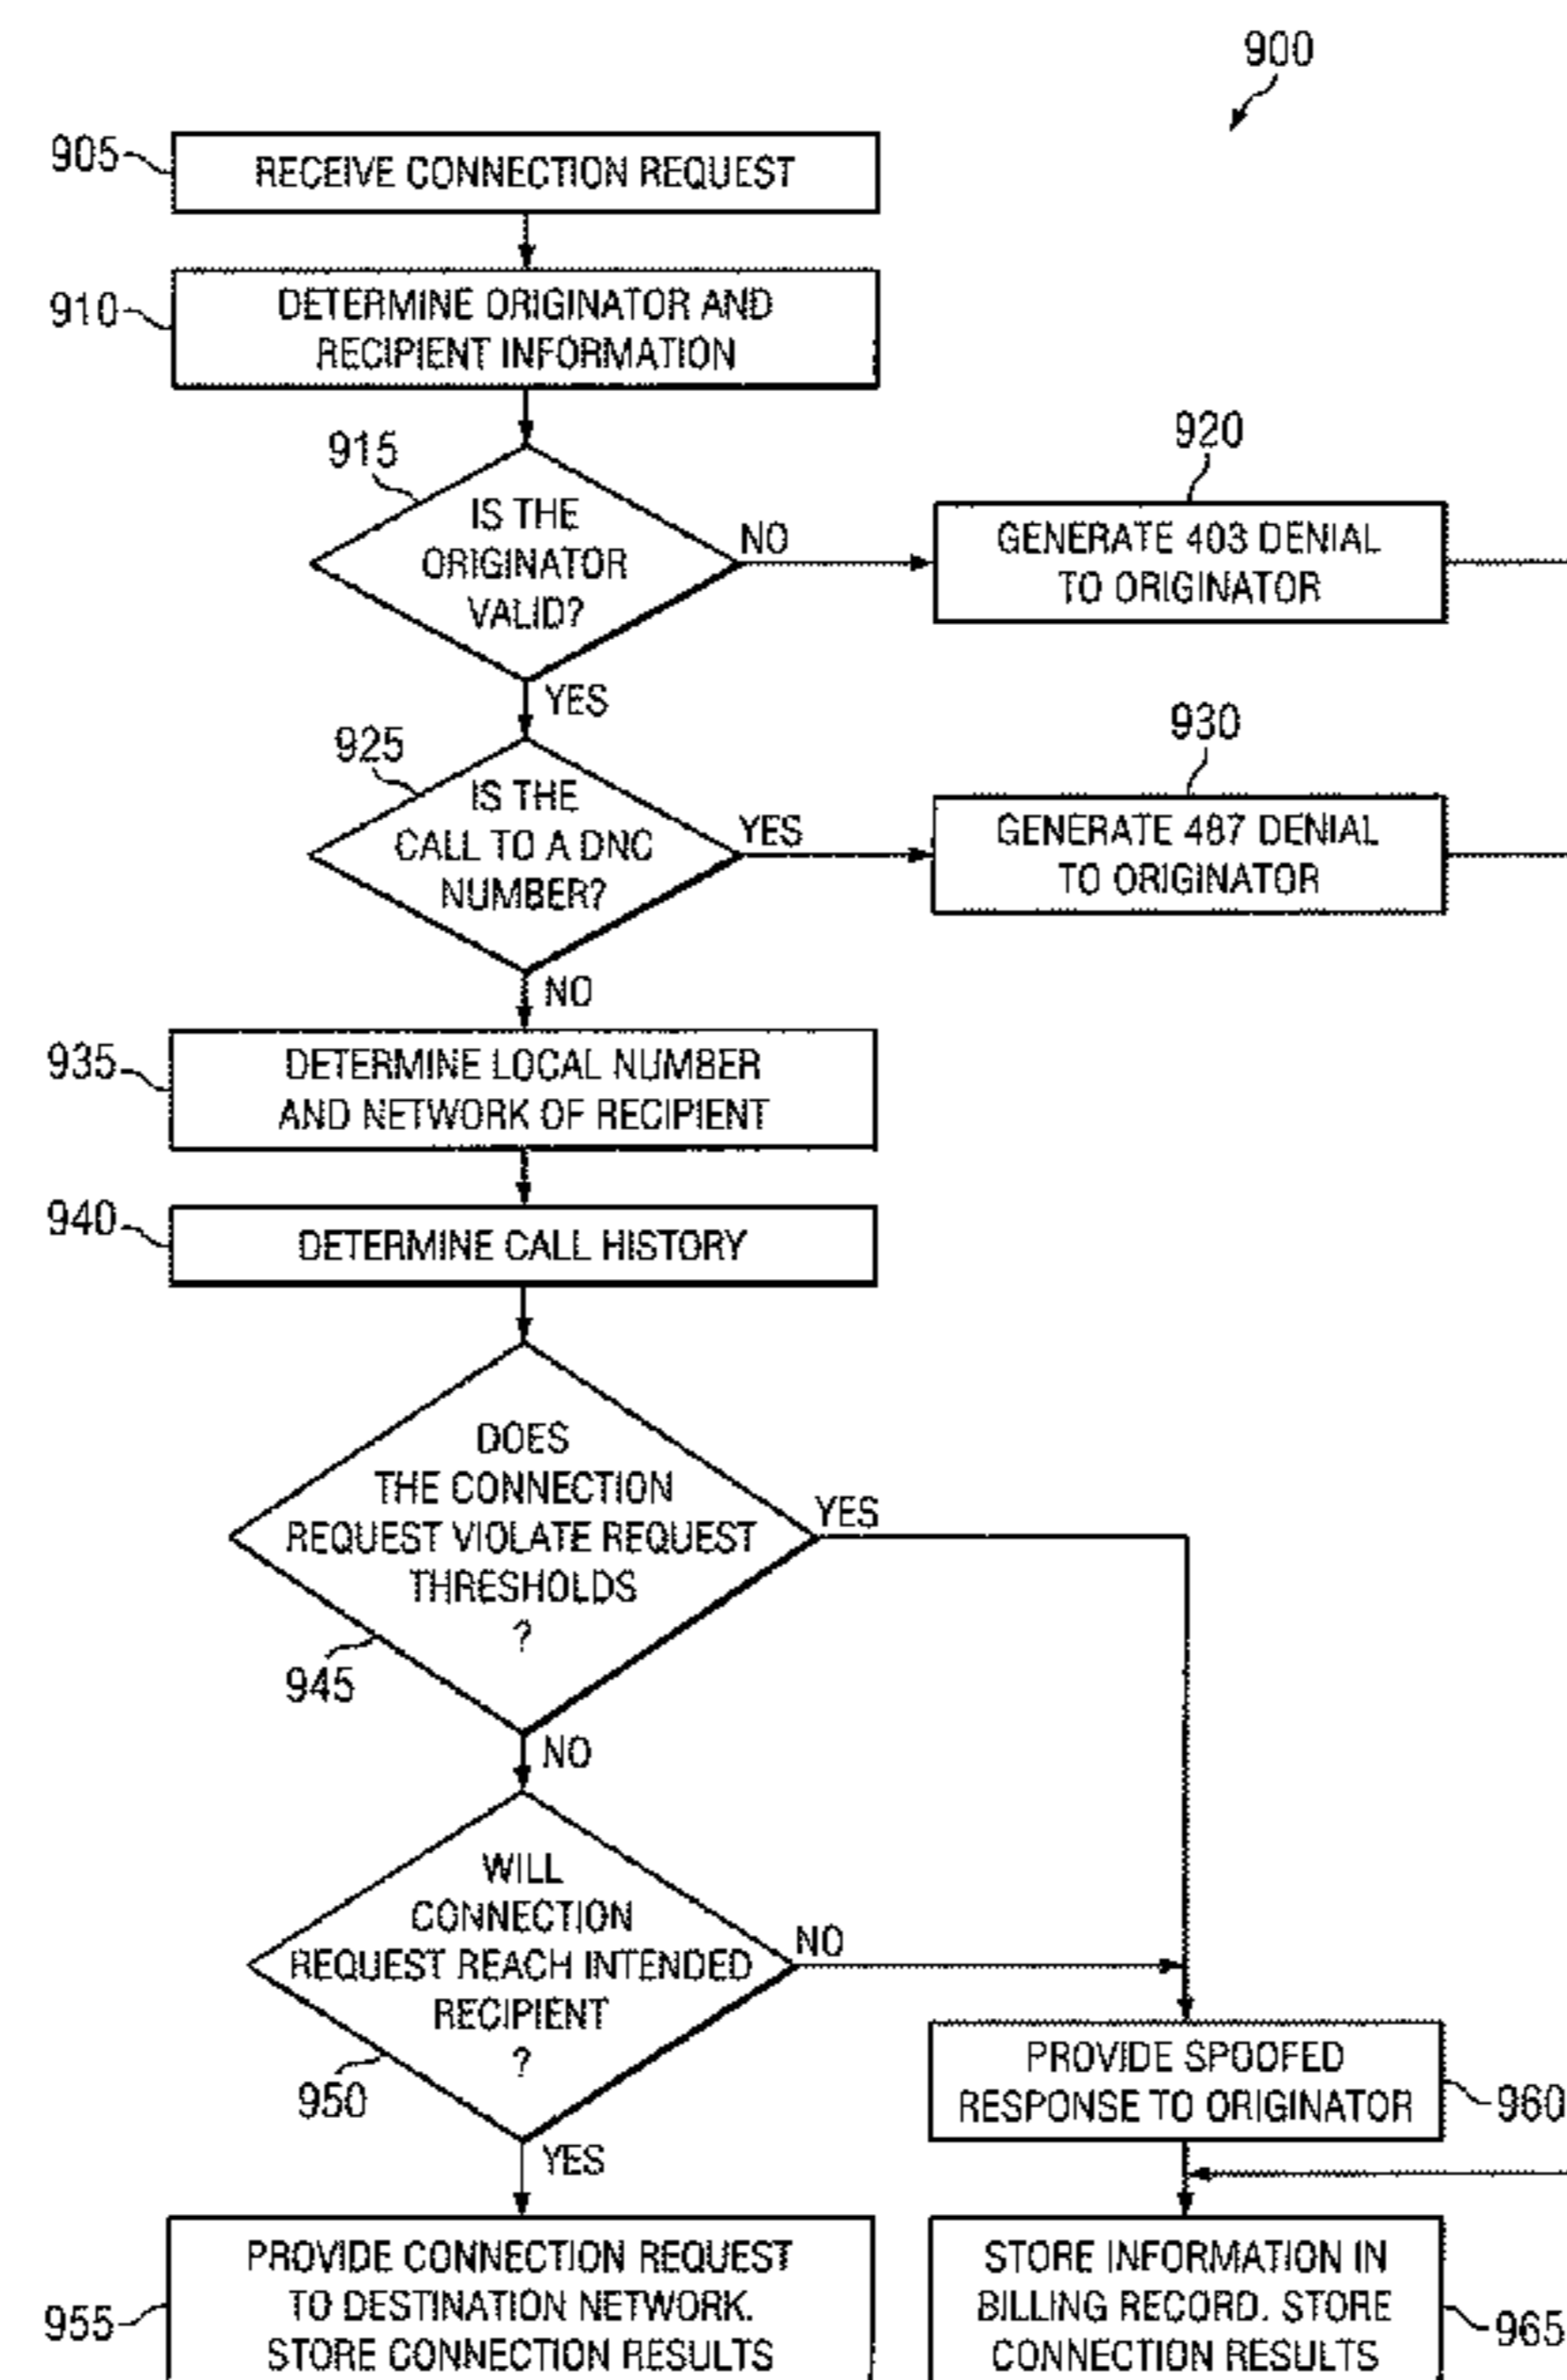 900
905
RECEIVE CONNECTION REQUEST
910
DETERMINE ORIGINATOR AND
RECIPIENT INFORMATION
915
IS THE
ORIGINATOR
VALID?
NO
920
GENERATE 403 DENIAL
TO ORIGINATOR
YES
925
IS THE
CALL TO A DNC
NUMBER?
YES
930
GENERATE 487 DENIAL
TO ORIGINATOR
NO
935
DETERMINE LOCAL NUMBER
AND NETWORK OF RECIPIENT
940
DETERMINE CALL HISTORY
DOES
THE CONNECTION
REQUEST VIOLATE REQUEST
THRESHOLDS
?
YES
945
NO
WILL
CONNECTION
REQUEST REACH INTENDED
RECIPIENT
?
NO
950
YES
PROVIDE SPOOFED
RESPONSE TO ORIGINATOR
960
955
PROVIDE CONNECTION REQUEST
TO DESTINATION NETWORK.
STORE CONNECTION RESULTS
STORE INFORMATION IN
BILLING RECORD. STORE
CONNECTION RESULTS
965